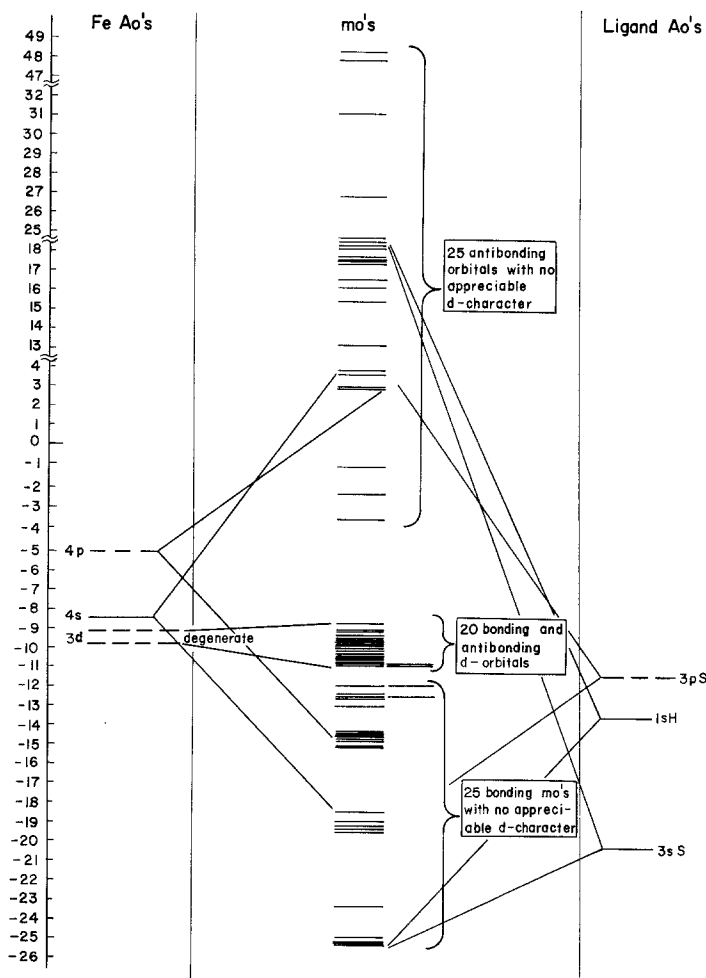 Fe Ao's
mo's
Ligand Ao's
49
48
47
32
31
30
29
28
27
26
25
18
17
16
15
14
13
4
3
2
1
0
-1
-2
-3
-4
-5
-6
-7
-8
-9
-10
-11
-12
-13
-14
-15
-17
-18
-19
-20
-21
-22
-23
-24
-25
-26
4p
4s
3d
degenerate
25 antibonding
orbitals with no
appreciable
d-character
20 bonding and
antibonding
d-orbitals
25 bonding mo's
with no appreci-
able d-character
3pS
1sH
3sS